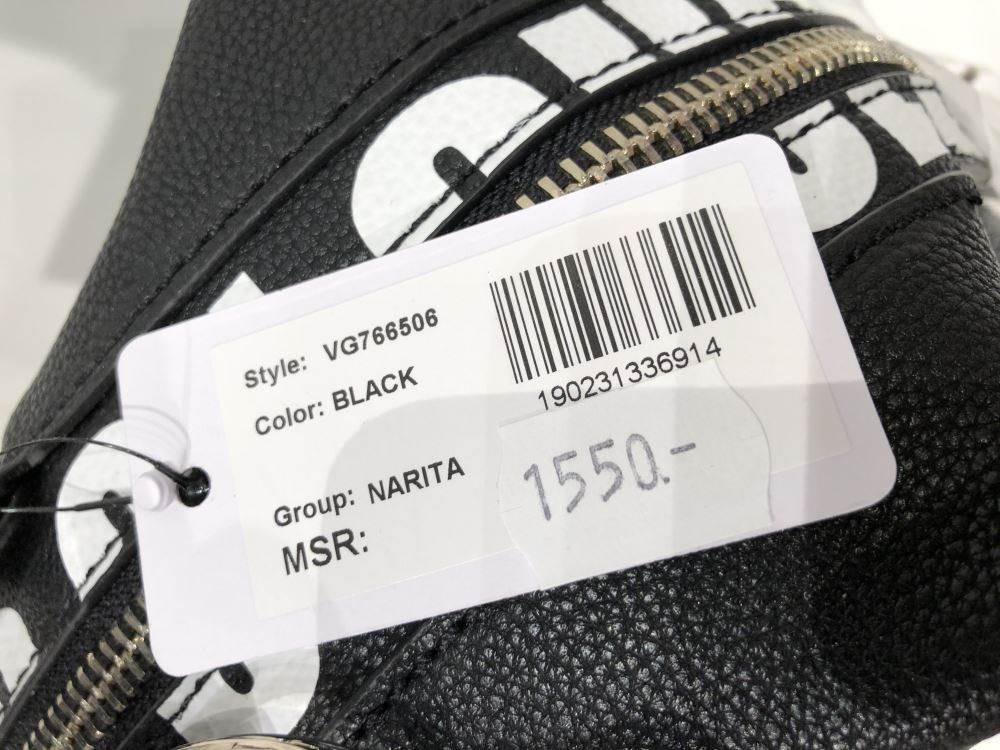 Style: VG766506
Color: BLACK
Group: NARITA
MSR:
190231336914
1550.-